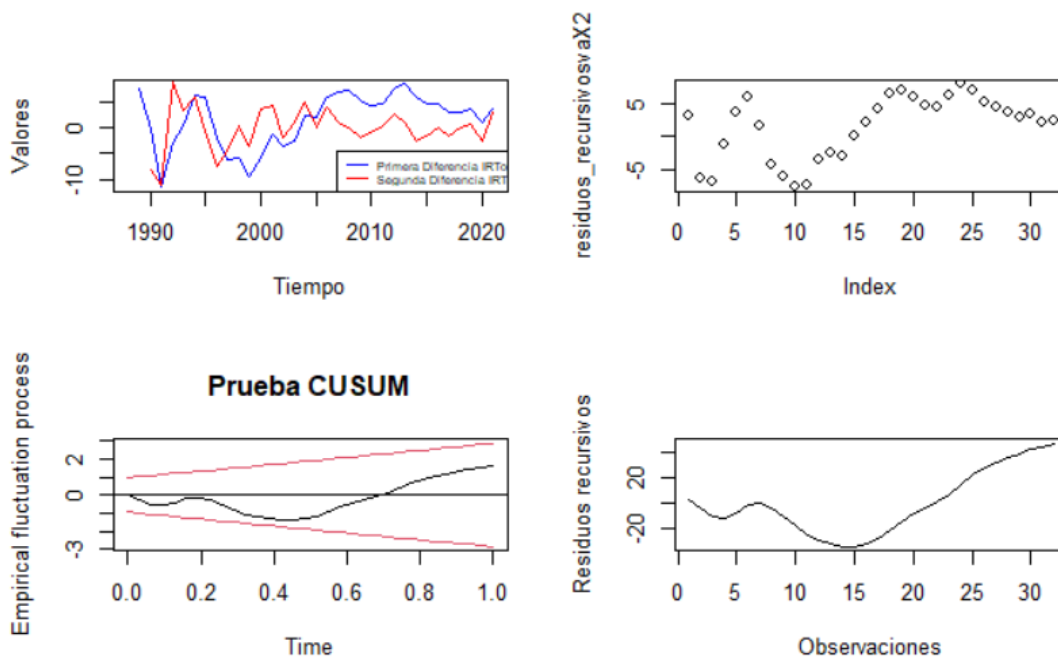 Valores
0
-10
Primera Diferencia IRTo
Segunda Diferencia IRT
1990 2000 2010 2020
Tiempo
residuos_recursivosvaX2
5
-5
0 5 10 15 20 25 30
Index
Prueba CUSUM
Empirical fluctuation process
2
0
-3
0.0 0.2 0.4 0.6 0.8 1.0
Time
Residuos recursivos
20
-20
0 5 10 15 20 25 30
Observaciones